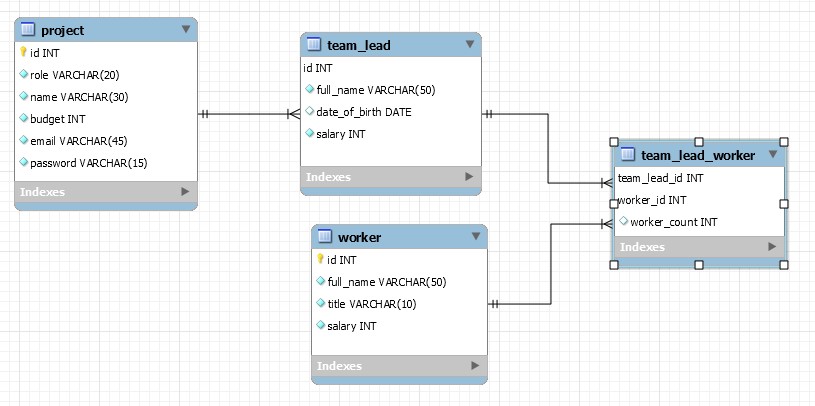 project
id INT
role VARCHAR(20)
name VARCHAR(30)
budget INT
email VARCHAR(45)
password VARCHAR(15)
Indexes
team_lead
id INT
full_name VARCHAR(50)
date_of_birth DATE
salary INT
Indexes
worker
id INT
full_name VARCHAR(50)
title VARCHAR(10)
salary INT
Indexes
team_lead_worker
team_lead_id INT
worker_id INT
worker_count INT
Indexes